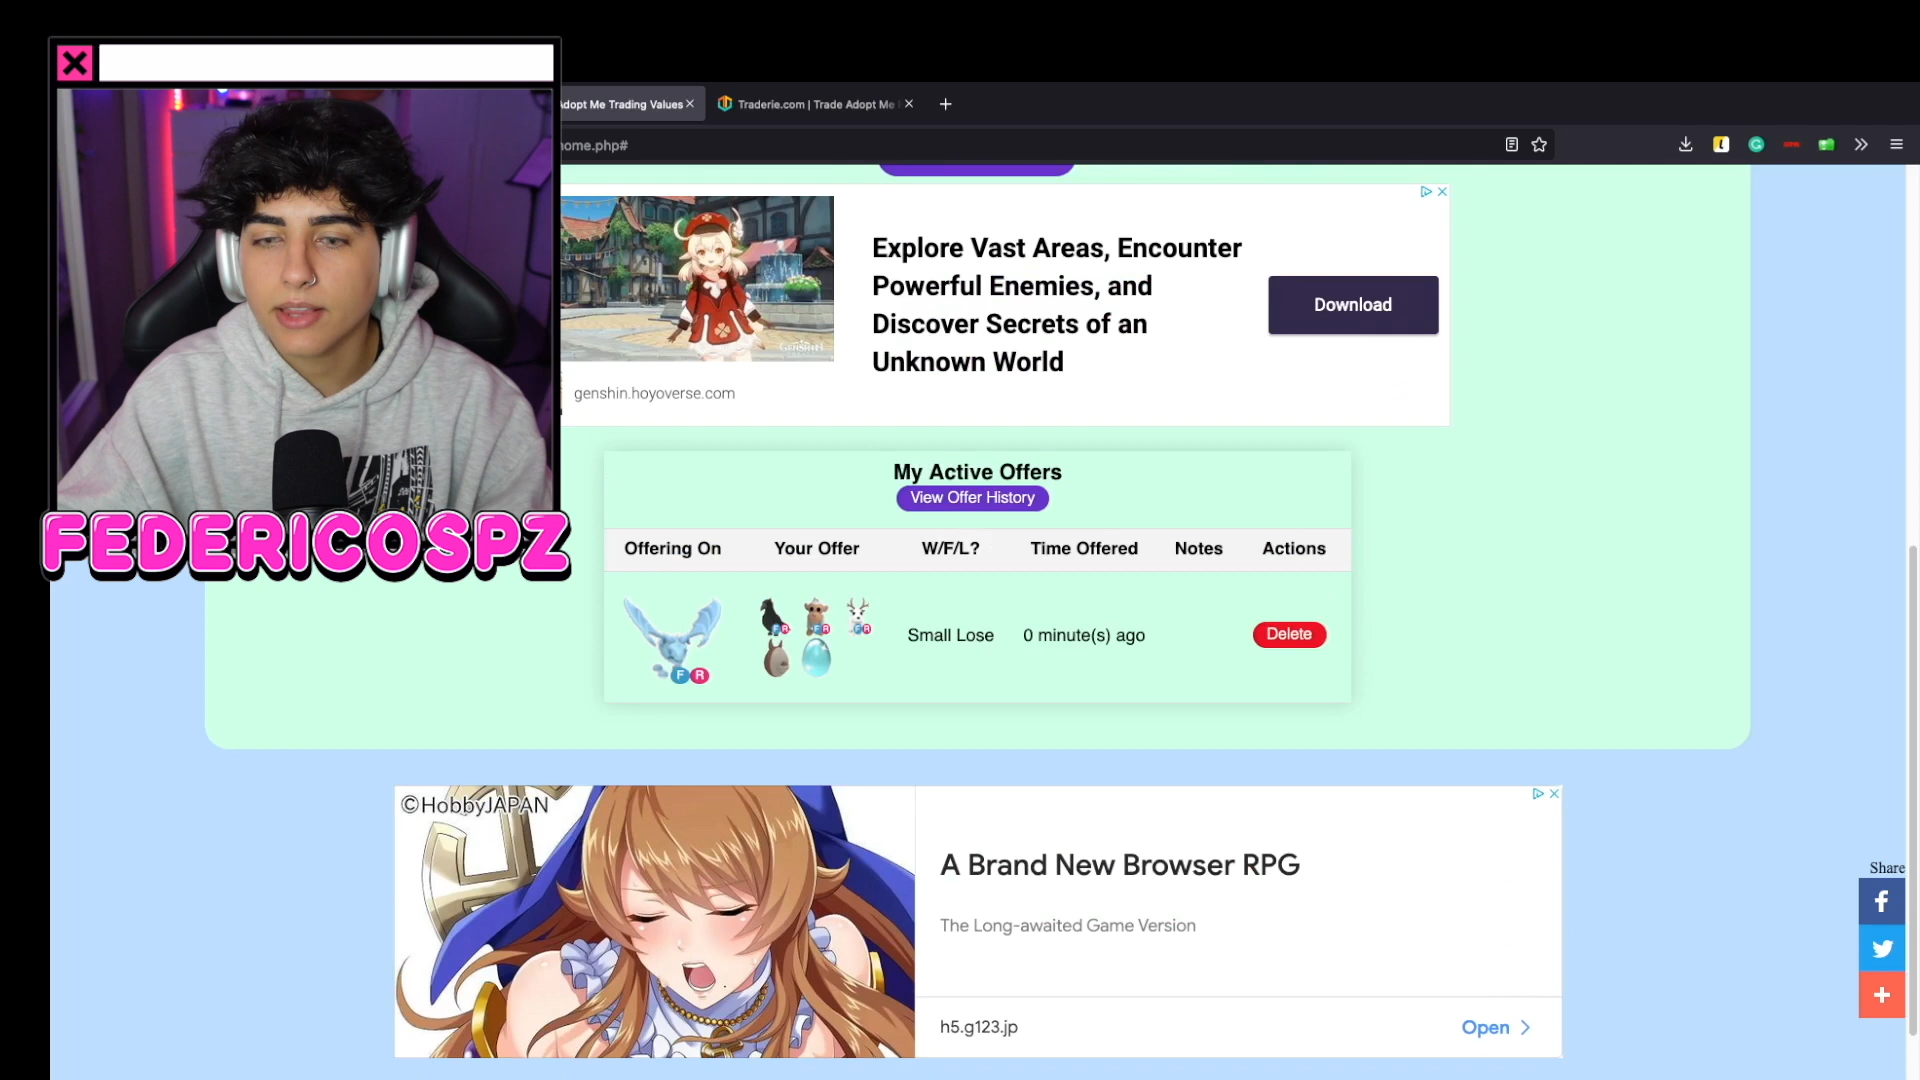 Adopt Me Trading Values
Traderie.com | Trade Adopt Me
home.php#
Explore Vast Areas, Encounter
Powerful Enemies, and
Discover Secrets of an
Unknown World
Download
GENSHIN
genshin.hoyoverse.com
FEDERICOSPZ
My Active Offers
View Offer History
Offering On Your Offer W/F/L? Time Offered Notes Actions
F R
F R
F R
F R
Small Lose 0 minute(s) ago Delete
©HobbyJAPAN
A Brand New Browser RPG
The Long-awaited Game Version
h5.g123.jp
Open
Share